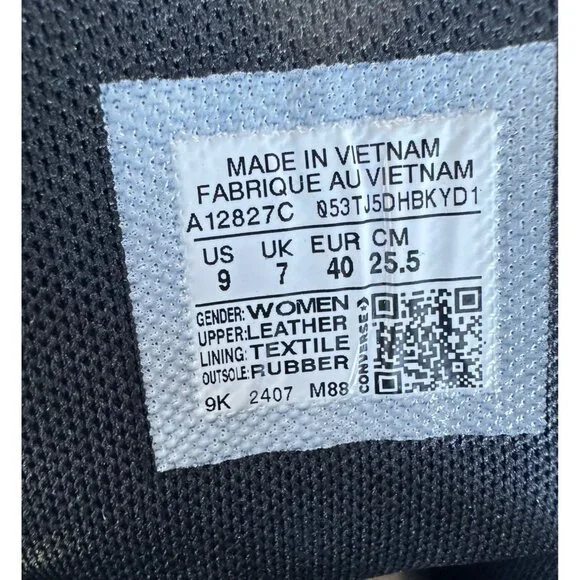 MADE IN VIETNAM
FABRIQUE AU VIETNAM
A12827C 053TJ5DHBKYD1
US UK EUR CM
9 7 40 25.5
GENDER: WOMEN
UPPER: LEATHER
LINING: TEXTILE
OUTSOLE: RUBBER
CONVERSE
9K 2407 M88